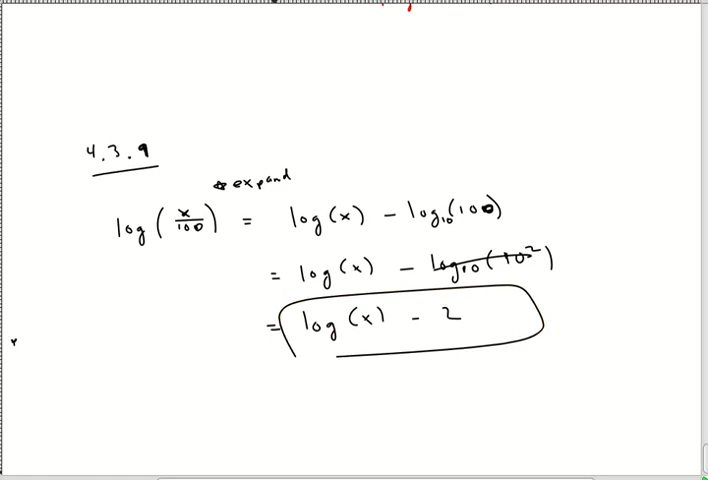 4.3.9
* expand
log(x/100) = log(x) - log₁₀(100)
= log(x) - log₁₀(10²)
= log(x) - 2